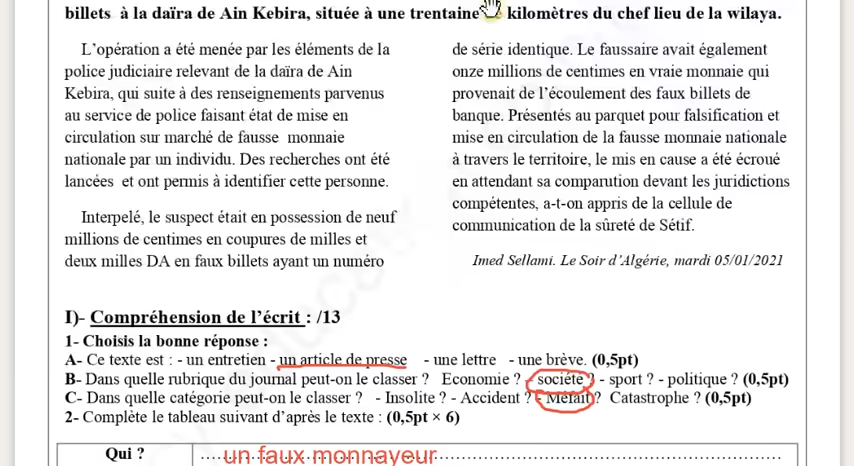 billets à la daïra de Ain Kebira, située à une trentaine kilomètres du chef lieu de la wilaya.
L’opération a été menée par les éléments de la
police judiciaire relevant de la daïra de Ain
Kebira, qui suite à des renseignements parvenus
au service de police faisant état de mise en
circulation sur marché de fausse monnaie
nationale par un individu. Des recherches ont été
lancées et ont permis à identifier cette personne.
Interpelé, le suspect était en possession de neuf
millions de centimes en coupures de milles et
deux milles DA en faux billets ayant un numéro
de série identique. Le faussaire avait également
onze millions de centimes en vraie monnaie qui
provenait de l’écoulement des faux billets de
banque. Présentés au parquet pour falsification et
mise en circulation de la fausse monnaie nationale
à travers le territoire, le mis en cause a été écroué
en attendant sa comparution devant les juridictions
compétentes, a-t-on appris de la cellule de
communication de la sûreté de Sétif.
Imed Sellami. Le Soir d’Algérie, mardi 05/01/2021
I)- Compréhension de l’écrit : /13
1- Choisis la bonne réponse :
A- Ce texte est : - un entretien - un article de presse - une lettre - une brève. (0,5pt)
B- Dans quelle rubrique du journal peut-on le classer ? Economie ? - société ? - sport ? - politique ? (0,5pt)
C- Dans quelle catégorie peut-on le classer ? - Insolite ? - Accident ? - Méfait ? Catastrophe ? (0,5pt)
2- Complète le tableau suivant d’après le texte : (0,5pt × 6)
Qui ? un faux monnayeur